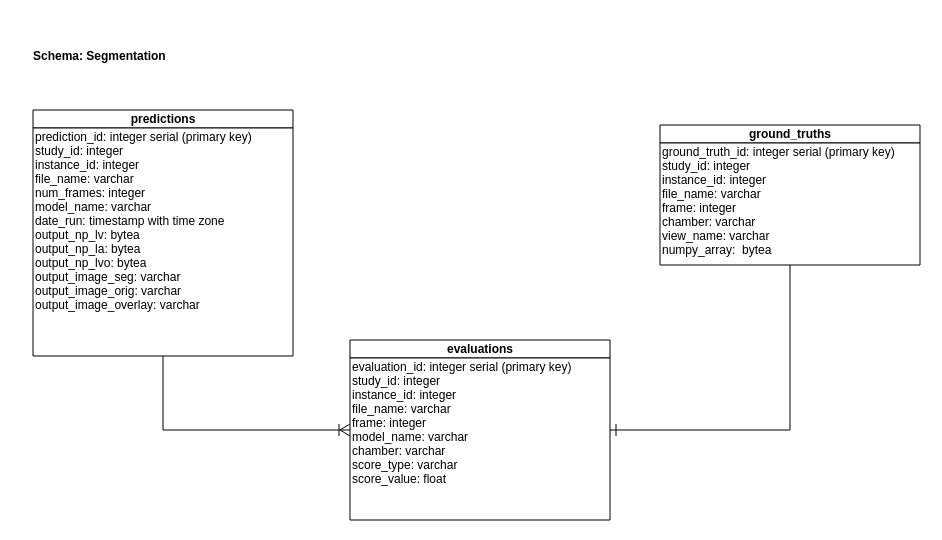 Schema: Segmentation
predictions
prediction_id: integer serial (primary key)
study_id: integer
instance_id: integer
file_name: varchar
num_frames: integer
model_name: varchar
date_run: timestamp with time zone
output_np_lv: bytea
output_np_la: bytea
output_np_lvo: bytea
output_image_seg: varchar
output_image_orig: varchar
output_image_overlay: varchar
ground_truths
ground_truth_id: integer serial (primary key)
study_id: integer
instance_id: integer
file_name: varchar
frame: integer
chamber: varchar
view_name: varchar
numpy_array:  bytea
evaluations
evaluation_id: integer serial (primary key)
study_id: integer
instance_id: integer
file_name: varchar
frame: integer
model_name: varchar
chamber: varchar
score_type: varchar
score_value: float